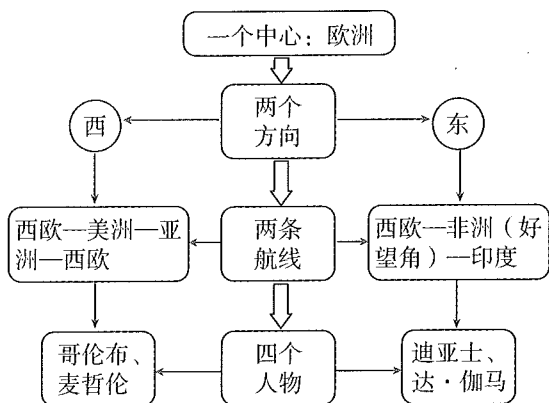 一个中心：欧洲
两个
方向
西
东
西欧—美洲—亚
洲—西欧
两条
航线
西欧—非洲（好
望角）—印度
哥伦布、
麦哲伦
四个
人物
迪亚士、
达·伽马